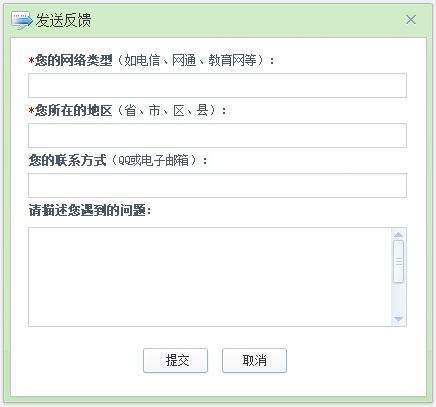 发送反馈
*您的网络类型（如电信、网通、教育网等）：
*您所在的地区（省、市、区、县）：
您的联系方式（QQ或电子邮箱）：
请描述您遇到的问题：
提交 取消